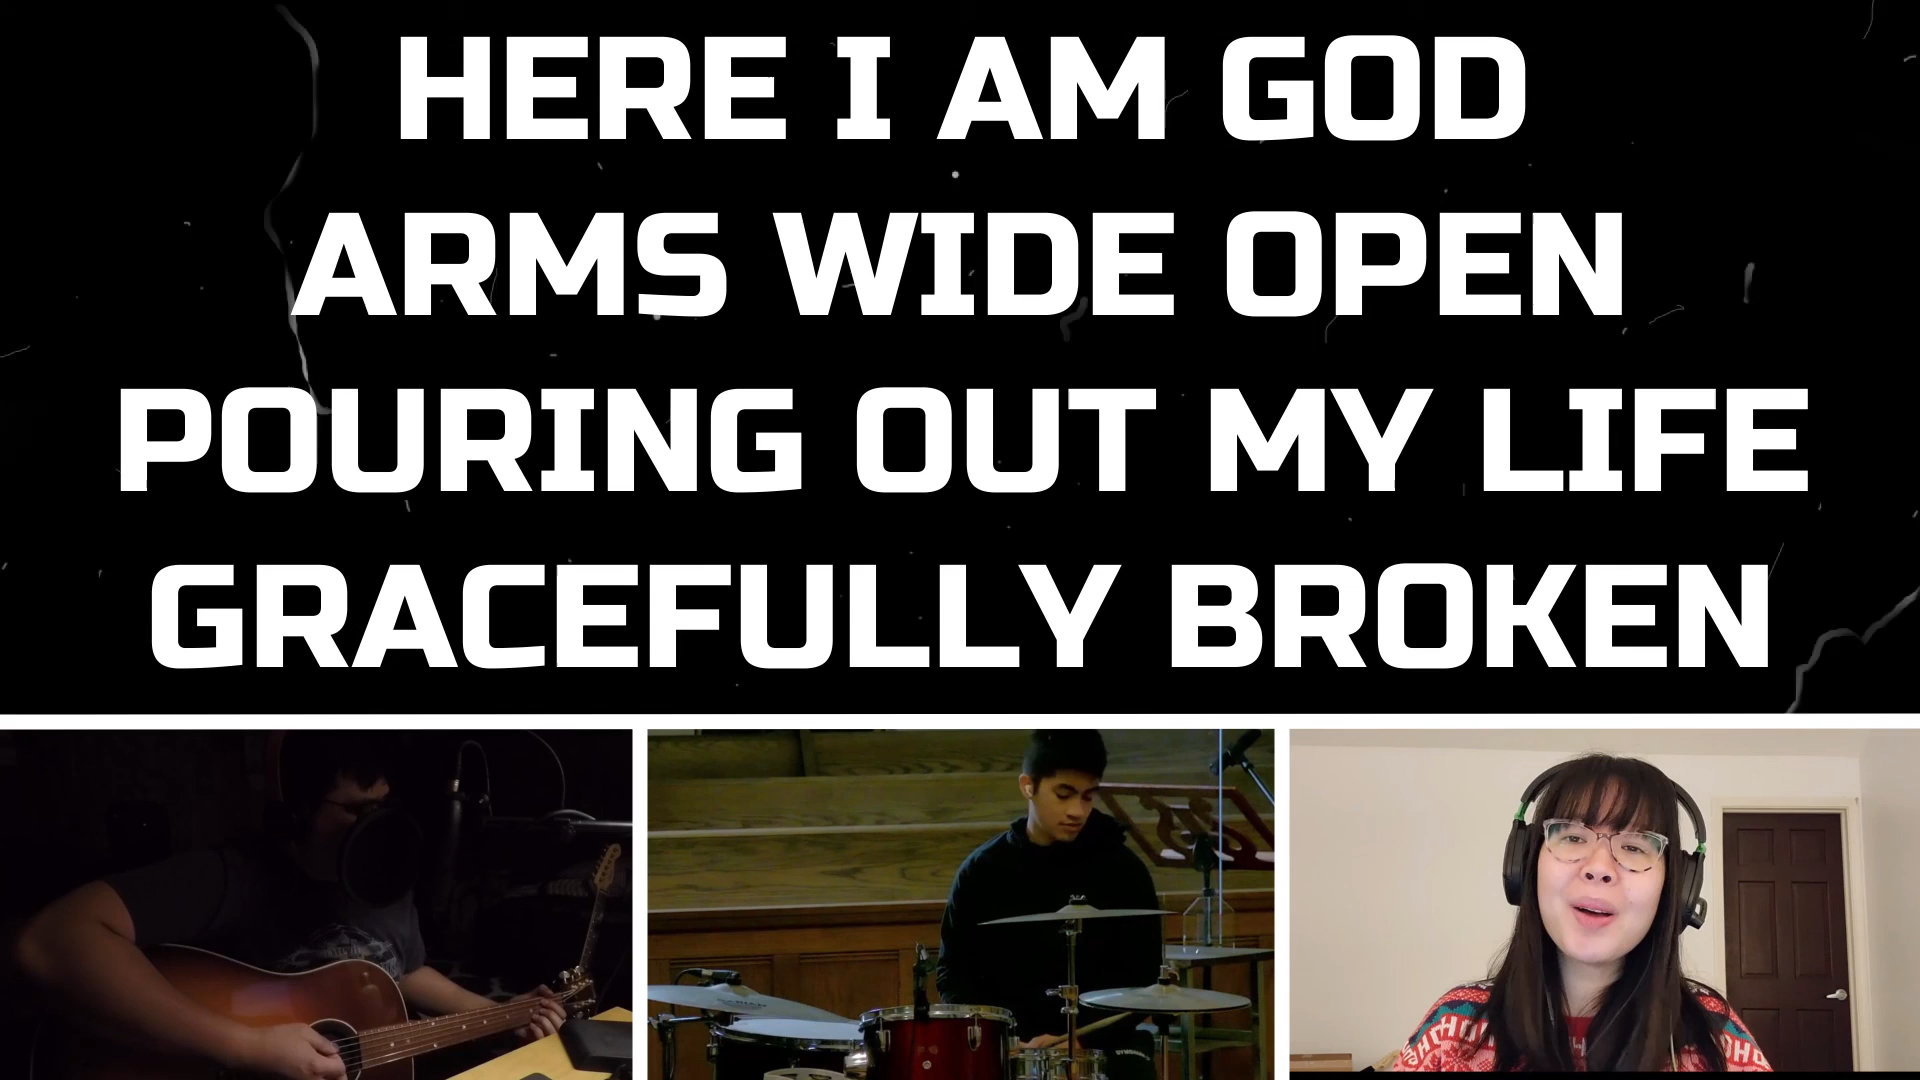 HERE I AM GOD
ARMS WIDE OPEN
POURING OUT MY LIFE
GRACEFULLY BROKEN